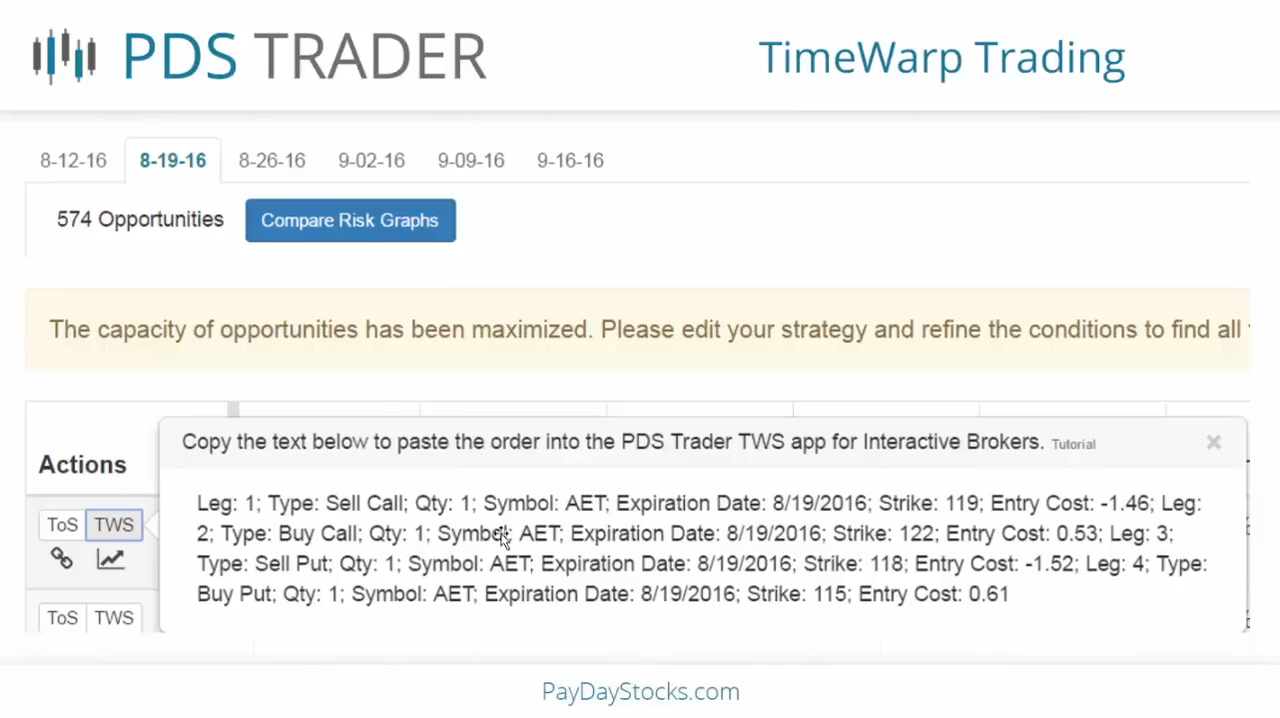 PDS TRADER
TimeWarp Trading
8-12-16 8-19-16 8-26-16 9-02-16 9-09-16 9-16-16
574 Opportunities Compare Risk Graphs
The capacity of opportunities has been maximized. Please edit your strategy and refine the conditions to find all
Copy the text below to paste the order into the PDS Trader TWS app for Interactive Brokers. Tutorial ×
Actions
Leg: 1; Type: Sell Call; Qty: 1; Symbol: AET; Expiration Date: 8/19/2016; Strike: 119; Entry Cost: -1.46; Leg:
2; Type: Buy Call; Qty: 1; Symbol: AET; Expiration Date: 8/19/2016; Strike: 122; Entry Cost: 0.53; Leg: 3;
Type: Sell Put; Qty: 1; Symbol: AET; Expiration Date: 8/19/2016; Strike: 118; Entry Cost: -1.52; Leg: 4; Type:
Buy Put; Qty: 1; Symbol: AET; Expiration Date: 8/19/2016; Strike: 115; Entry Cost: 0.61
ToS TWS
ToS TWS
PayDayStocks.com